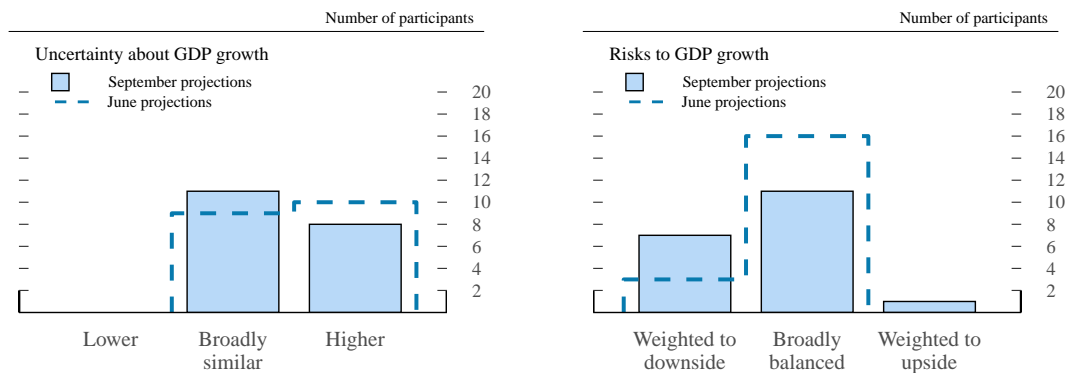 Number of participants
Uncertainty about GDP growth
September projections
June projections
20
18
16
14
12
10
8
6
4
2
Lower
Broadly
similar
Higher
Number of participants
Risks to GDP growth
September projections
June projections
20
18
16
14
12
10
8
6
4
2
Weighted to
downside
Broadly
balanced
Weighted to
upside